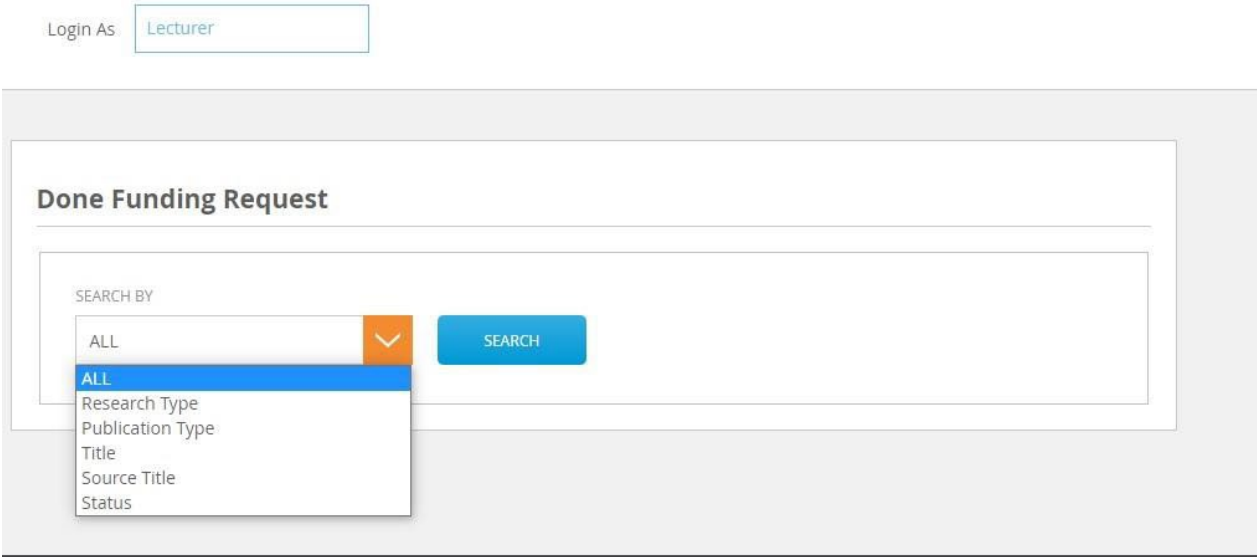 Login As Lecturer
Done Funding Request
SEARCH BY
ALL SEARCH
ALL
Research Type
Publication Type
Title
Source Title
Status